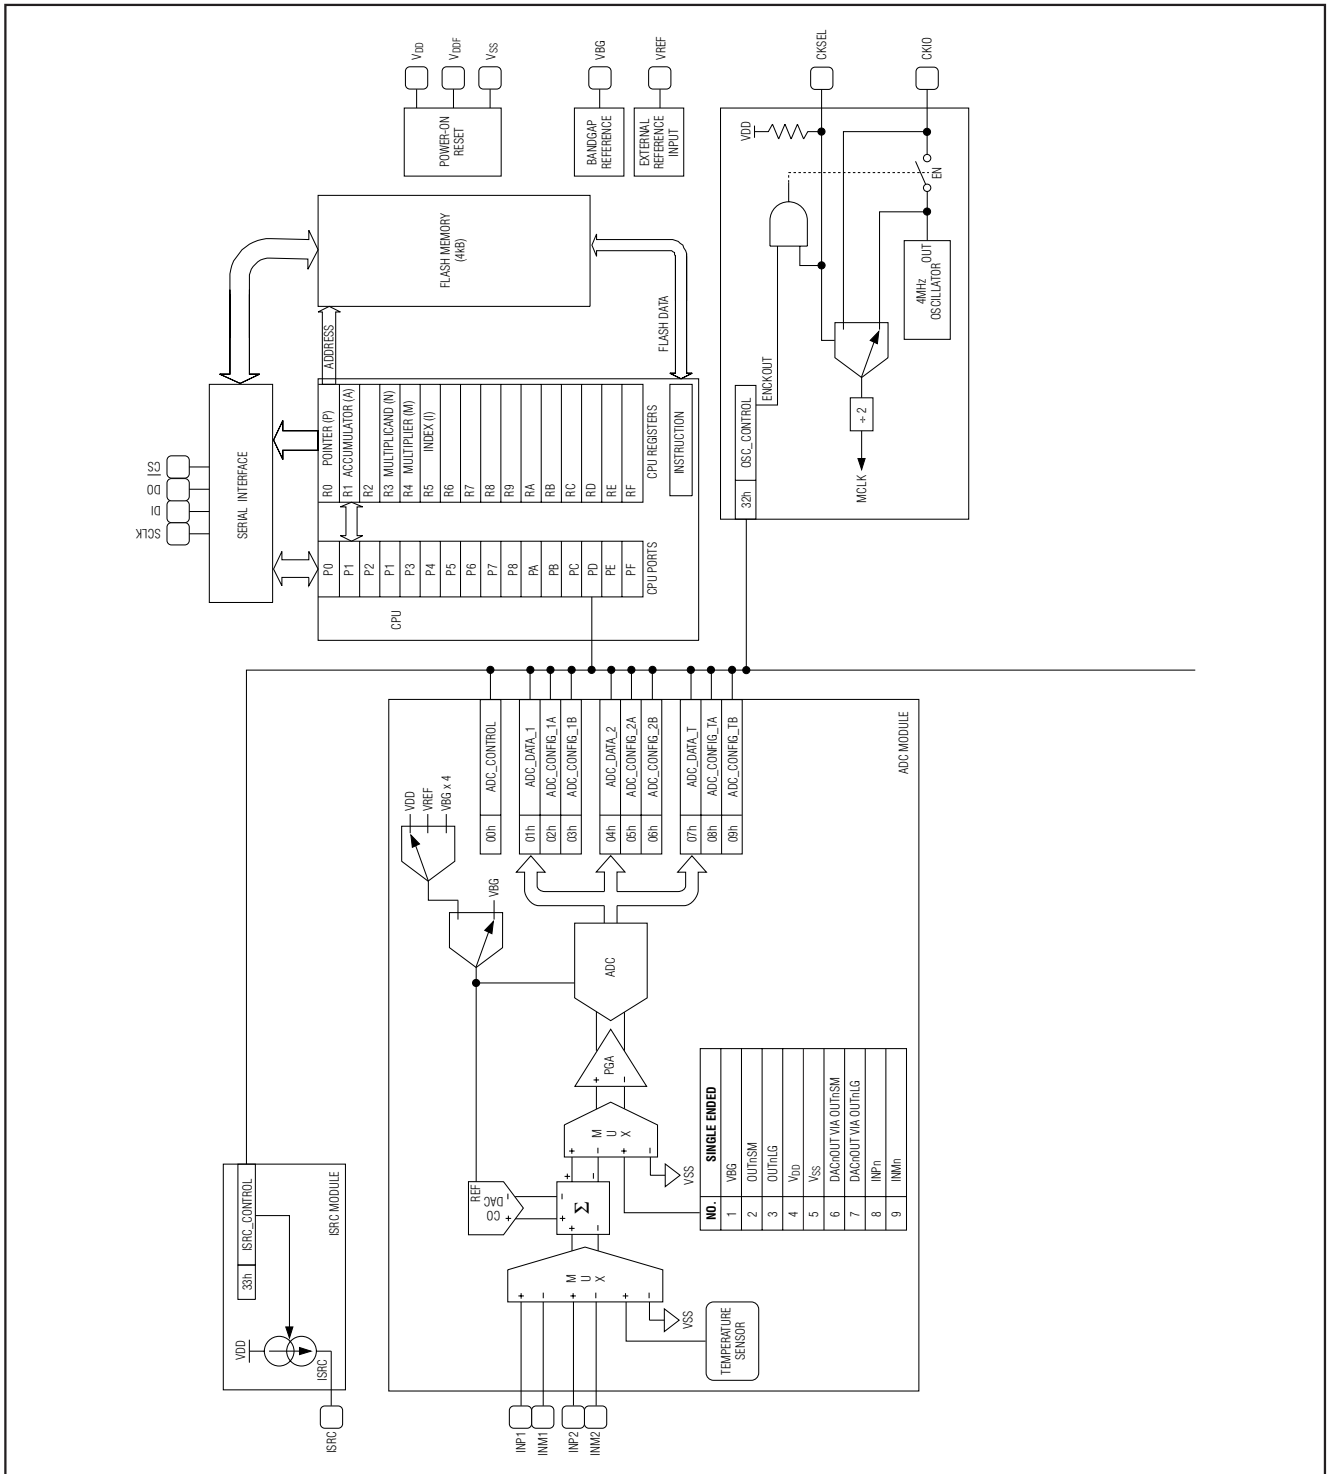 VDD
VDDF
VSS
POWER-ON
RESET
VBG
BANDGAP
REFERENCE
VREF
EXTERNAL
REFERENCE
INPUT
CKSEL
CKIO
VDD
EN
4MHz
OSCILLATOR
OUT
ENCKOUT
÷ 2
MCLK
32h
OSC_CONTROL
FLASH MEMORY
(4kB)
ADDRESS
FLASH DATA
SERIAL INTERFACE
CS
DO
DI
SCLK
R0
POINTER (P)
R1
ACCUMULATOR (A)
R2
R3
MULTIPLICAND (N)
R4
MULTIPLIER (M)
R5
INDEX (I)
R6
R7
R8
R9
RA
RB
RC
RD
RE
RF
CPU REGISTERS
INSTRUCTION
P0
P1
P2
P1
P3
P4
P5
P6
P7
P8
PA
PB
PC
PD
PE
PF
CPU PORTS
CPU
00h
ADC_CONTROL
01h
ADC_DATA_1
02h
ADC_CONFIG_1A
03h
ADC_CONFIG_1B
04h
ADC_DATA_2
05h
ADC_CONFIG_2A
06h
ADC_CONFIG_2B
07h
ADC_DATA_T
08h
ADC_CONFIG_TA
09h
ADC_CONFIG_TB
ADC MODULE
VDD
VREF
VBG x 4
VBG
ADC
PGA
+
–
M
U
X
+
–
+
–
VSS
REF
CO
DAC
+
–
Σ
+
–
+
–
+
–
M
U
X
+
–
+
–
+
–
VSS
TEMPERATURE
SENSOR
INP1
INM1
INP2
INM2
NO. SINGLE ENDED
1 VBG
2 OUTnSM
3 OUTnLG
4 VDD
5 VSS
6 DACnOUT VIA OUTnSM
7 DACnOUT VIA OUTnLG
8 INPn
9 INMn
33h
ISRC_CONTROL
ISRC MODULE
VDD
ISRC
ISRC